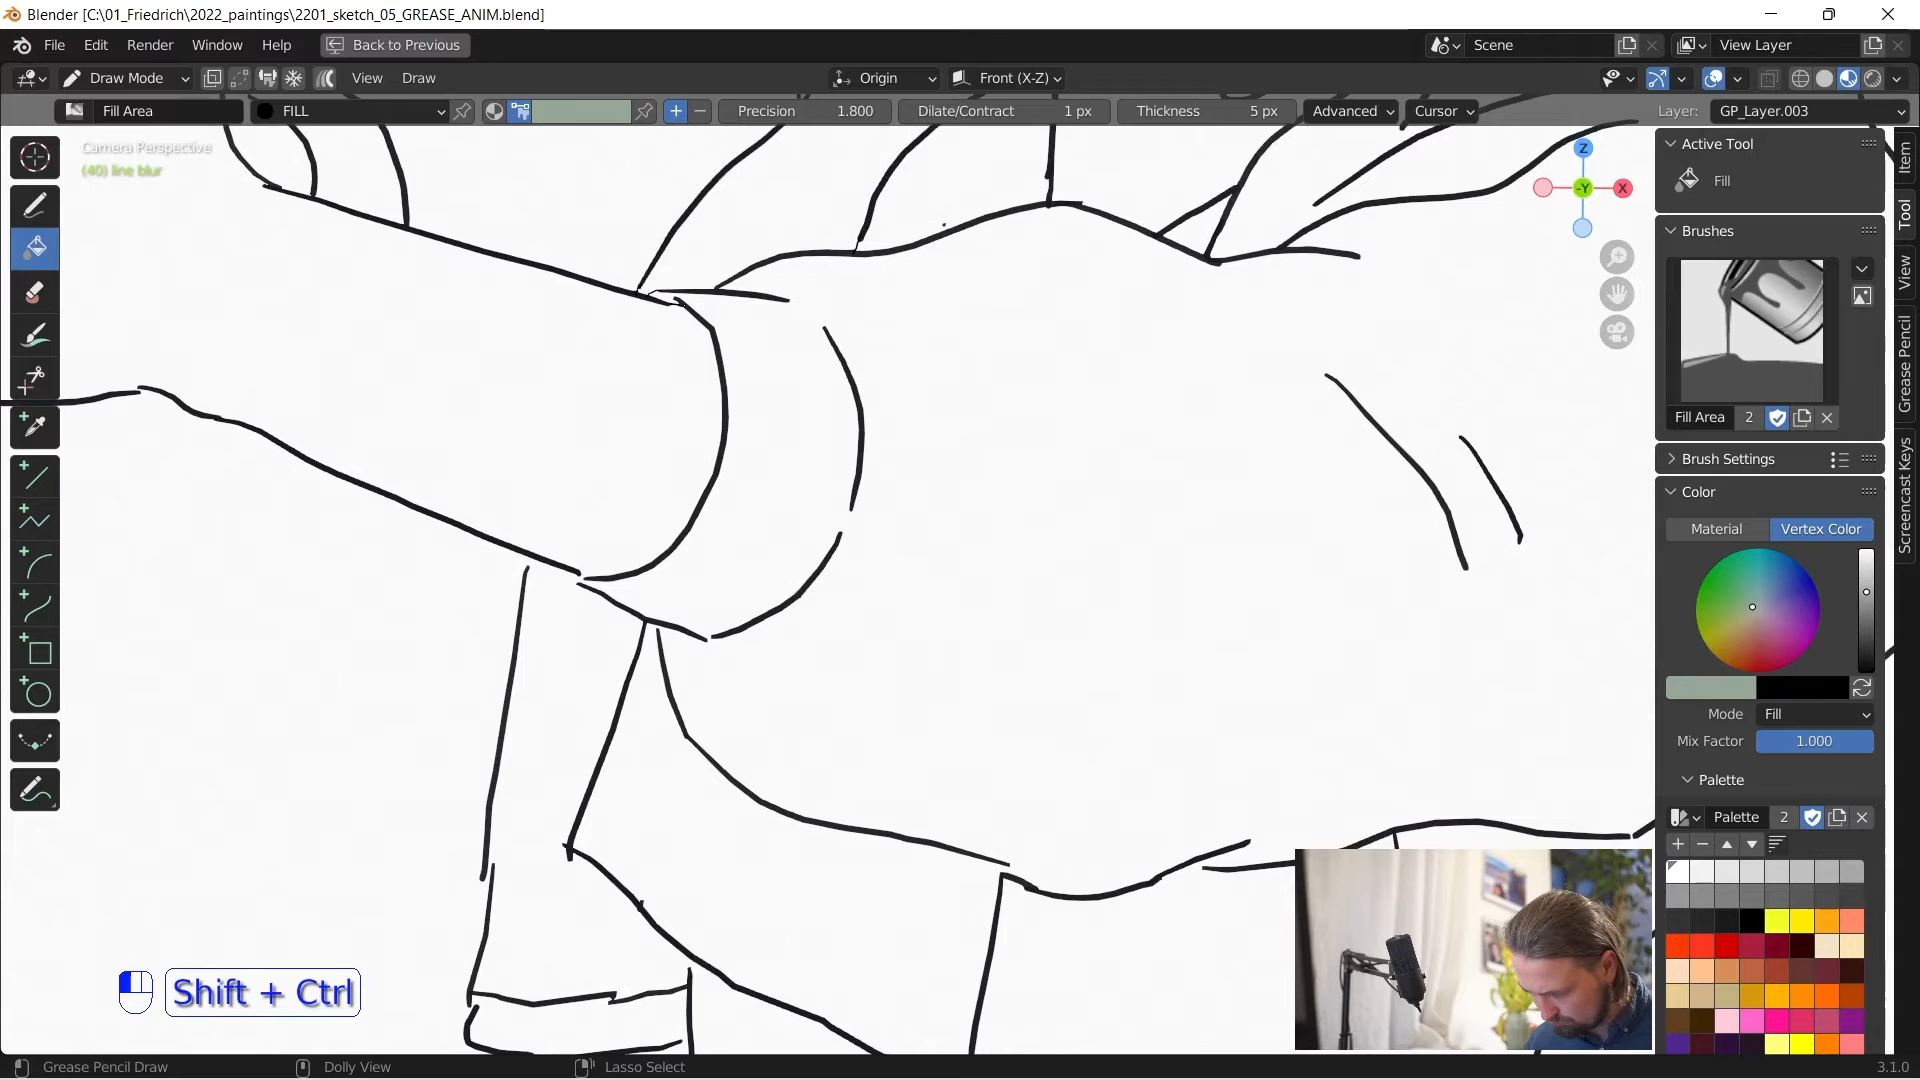 Blender [C:\01_Friedrich\2022_paintings\2201_sketch_05_GREASE_ANIM.blend]
File Edit Render Window Help Back to Previous Scene View Layer
Draw Mode View Draw Origin Front (X-Z)
Fill Area FILL Precision 1.800 Dilate/Contract 1 px Thickness 5 px Advanced Cursor Layer: GP_Layer.003
Camera Perspective
(40) line blur
Z
-Y
X
Active Tool
Fill
Brushes
Fill Area 2
Brush Settings
Color
Material Vertex Color
Mode Fill
Mix Factor 1.000
Palette
Palette 2
Item
Tool
View
Grease Pencil
Screencast Keys
Shift + Ctrl
Grease Pencil Draw Dolly View Lasso Select 3.1.0